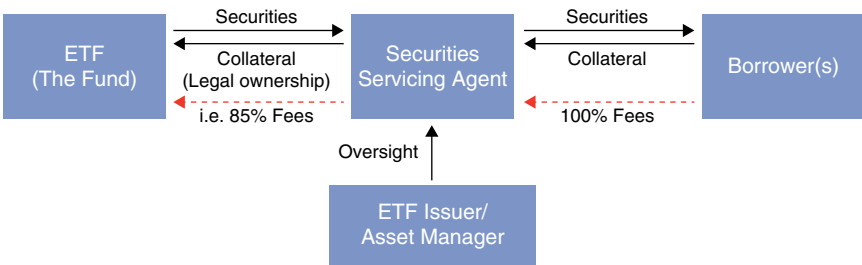 Securities
Securities
ETF
(The Fund)
Collateral
(Legal ownership)
Securities
Servicing Agent
Collateral
Borrower(s)
i.e. 85% Fees
100% Fees
Oversight
ETF Issuer/
Asset Manager